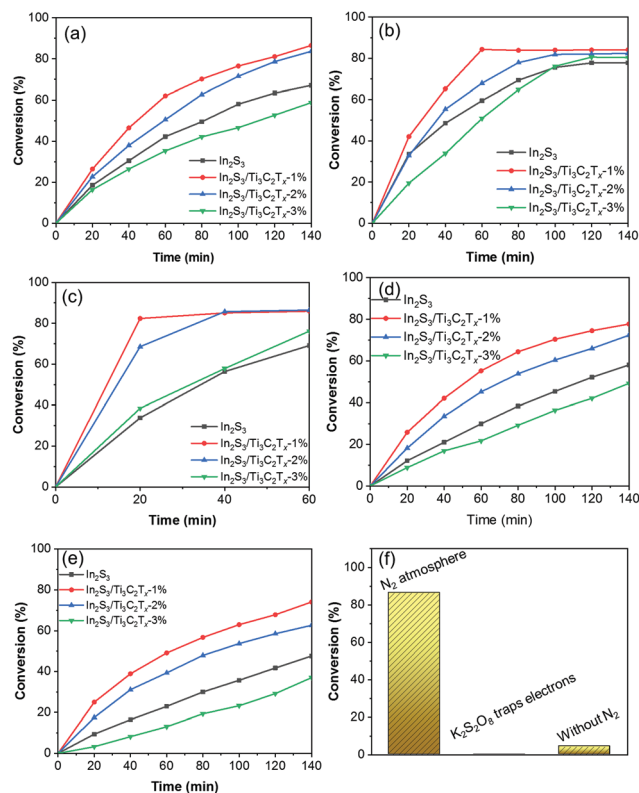 (a)
Conversion (%)
100
80
60
40
20
0
In₂S₃
In₂S₃/Ti₃C₂Tₓ-1%
In₂S₃/Ti₃C₂Tₓ-2%
In₂S₃/Ti₃C₂Tₓ-3%
0 20 40 60 80 100 120 140
Time (min)
(b)
Conversion (%)
100
80
60
40
20
0
In₂S₃
In₂S₃/Ti₃C₂Tₓ-1%
In₂S₃/Ti₃C₂Tₓ-2%
In₂S₃/Ti₃C₂Tₓ-3%
0 20 40 60 80 100 120 140
Time (min)
(c)
Conversion (%)
100
80
60
40
20
0
In₂S₃
In₂S₃/Ti₃C₂Tₓ-1%
In₂S₃/Ti₃C₂Tₓ-2%
In₂S₃/Ti₃C₂Tₓ-3%
0 20 40 60
Time (min)
(d)
Conversion (%)
100
80
60
40
20
0
In₂S₃
In₂S₃/Ti₃C₂Tₓ-1%
In₂S₃/Ti₃C₂Tₓ-2%
In₂S₃/Ti₃C₂Tₓ-3%
0 20 40 60 80 100 120 140
Time (min)
(e)
Conversion (%)
100
80
60
40
20
0
In₂S₃
In₂S₃/Ti₃C₂Tₓ-1%
In₂S₃/Ti₃C₂Tₓ-2%
In₂S₃/Ti₃C₂Tₓ-3%
0 20 40 60 80 100 120 140
Time (min)
(f)
Conversion (%)
100
80
60
40
20
0
N₂ atmosphere
K₂S₂O₈ traps electrons
Without N₂